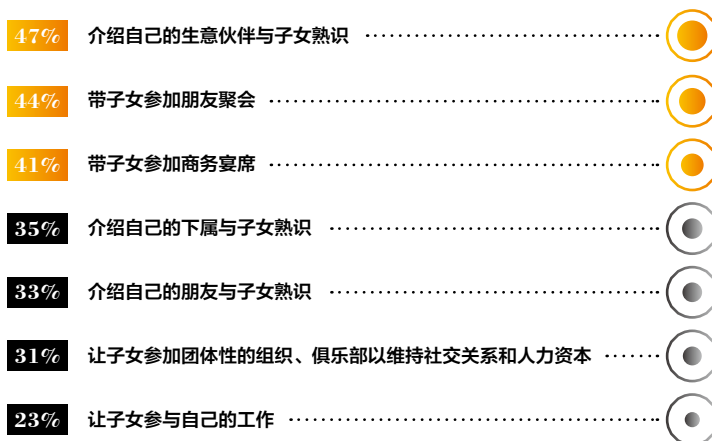 47% 介绍自己的生意伙伴与子女熟识
44% 带子女参加朋友聚会
41% 带子女参加商务宴席
35% 介绍自己的下属与子女熟识
33% 介绍自己的朋友与子女熟识
31% 让子女参加团体性的组织、俱乐部以维持社交关系和人力资本
23% 让子女参与自己的工作